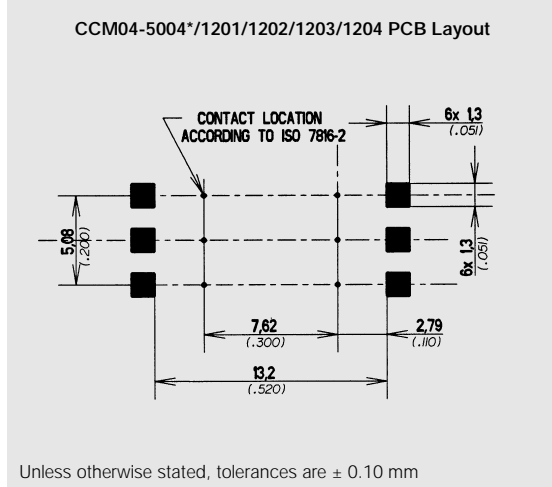 CCM04-5004*/1201/1202/1203/1204 PCB Layout
CONTACT LOCATION
ACCORDING TO ISO 7816-2
6x 1,3
(.051)
5,08
(.200)
6x 1,3
(.051)
7,62
(.300)
2,79
(.110)
13,2
(.520)
Unless otherwise stated, tolerances are ± 0.10 mm